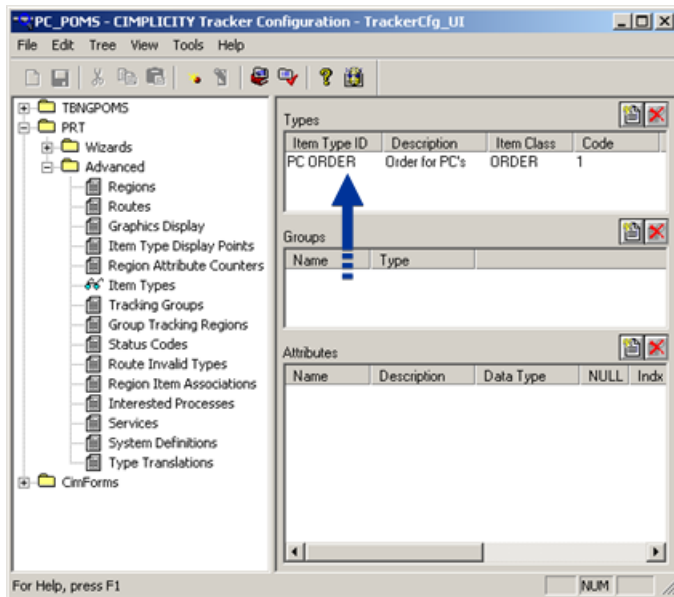 PC_POMS - CIMPLICITY Tracker Configuration - TrackerCfg_UI
File Edit Tree View Tools Help
TBNGPOMS
PRT
Wizards
Advanced
Regions
Routes
Graphics Display
Item Type Display Points
Region Attribute Counters
Item Types
Tracking Groups
Group Tracking Regions
Status Codes
Route Invalid Types
Region Item Associations
Interested Processes
Services
System Definitions
Type Translations
CimForms
Types
Item Type ID Description Item Class Code
PC ORDER Order for PC's ORDER 1
Groups
Name Type
Attributes
Name Description Data Type NULL Indx
For Help, press F1
NUM